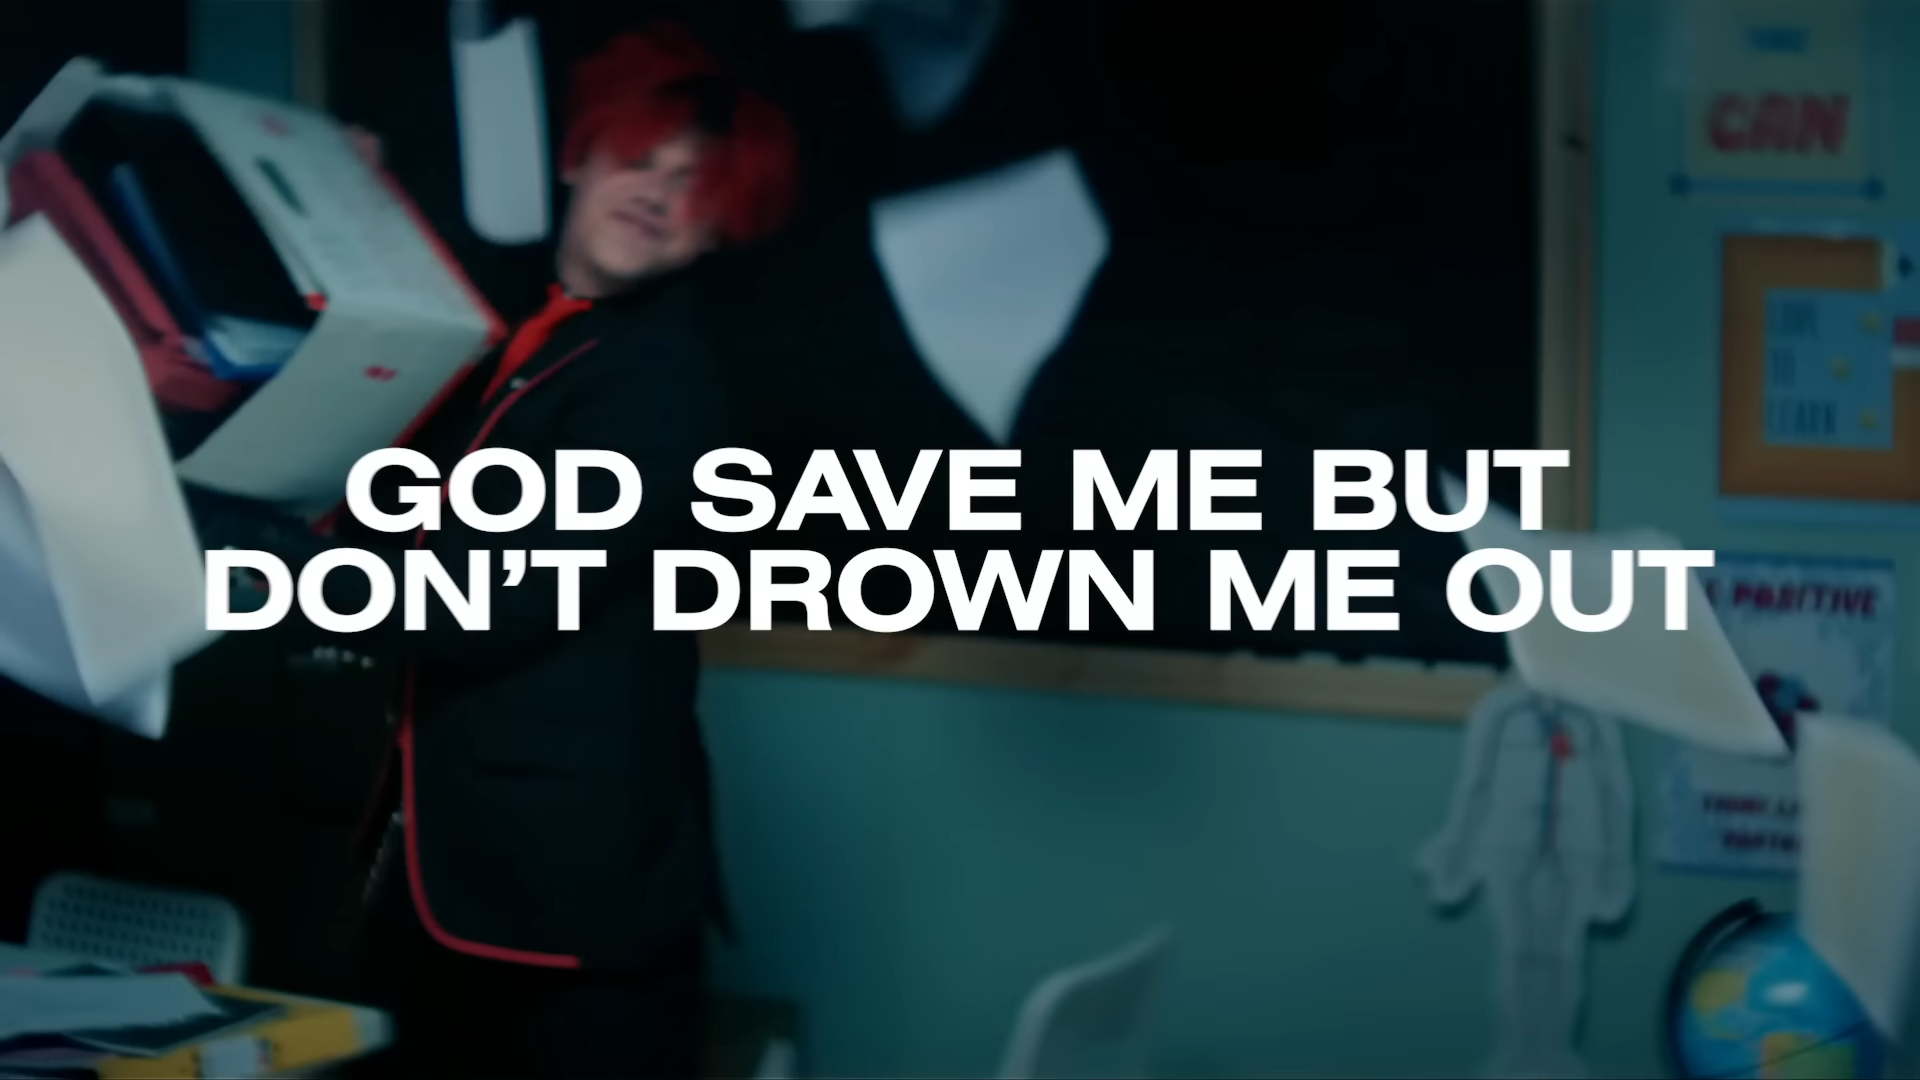 GOD SAVE ME BUT
DON'T DROWN ME OUT
CAN
POSITIVE